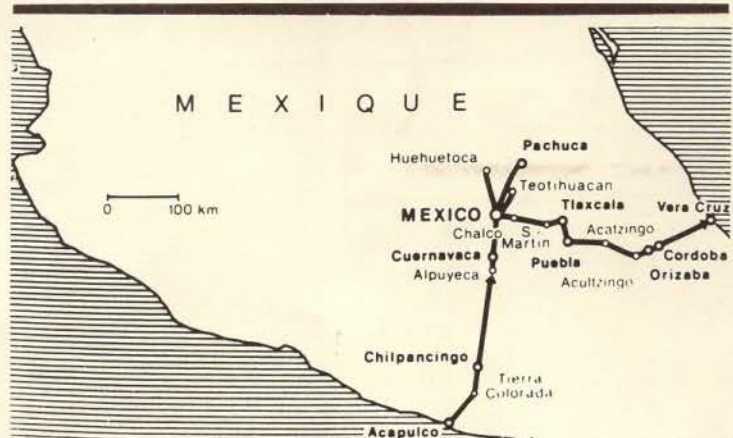 MEXIQUE
Pachuca
Huehuetoca
Teotihuacan
0 100 km
MEXICO
Tlaxcala
Vera Cruz
Chalco
S.
Martin
Acatzingo
Cuernavaca
Puebla
Cordoba
Alpuyeca
Acultzingo
Orizaba
Chilpancingo
Tierra
Colorada
Acapulco